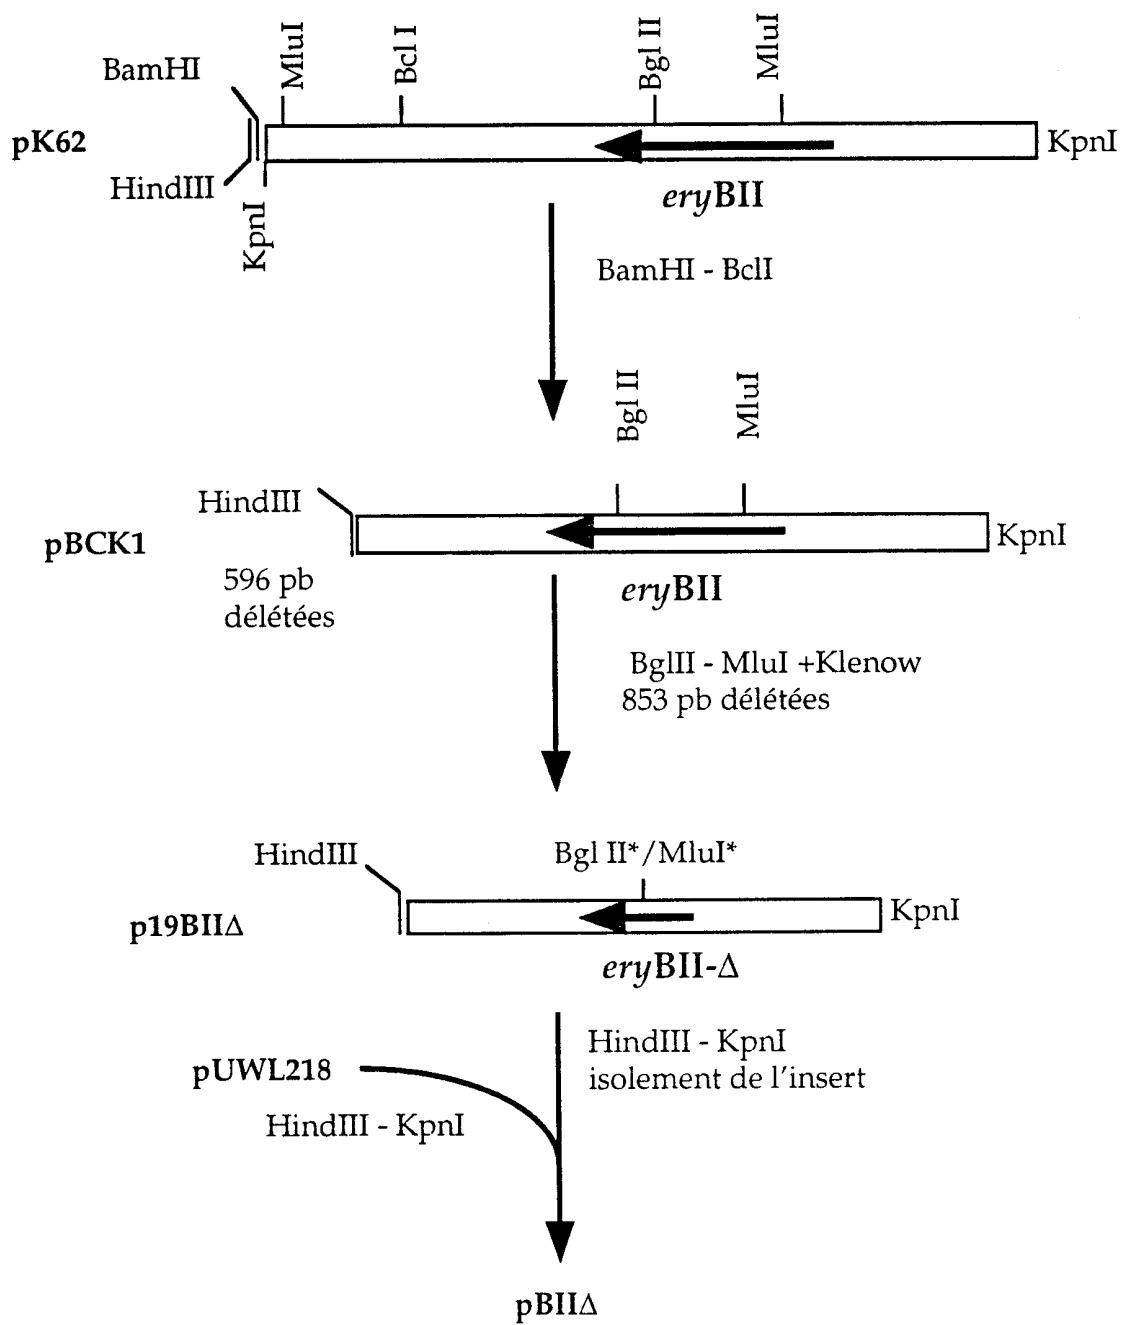 BamHI
MluI
Bcl I
Bgl II
MluI
pK62
KpnI
HindIII
KpnI
eryBII
BamHI - BclI
Bgl II
MluI
HindIII
pBCK1
KpnI
596 pb
délétées
eryBII
BglII - MluI +Klenow
853 pb délétées
HindIII
Bgl II*/MluI*
p19BIIΔ
KpnI
eryBII-Δ
HindIII - KpnI
isolement de l'insert
pUWL218
HindIII - KpnI
pBIIΔ